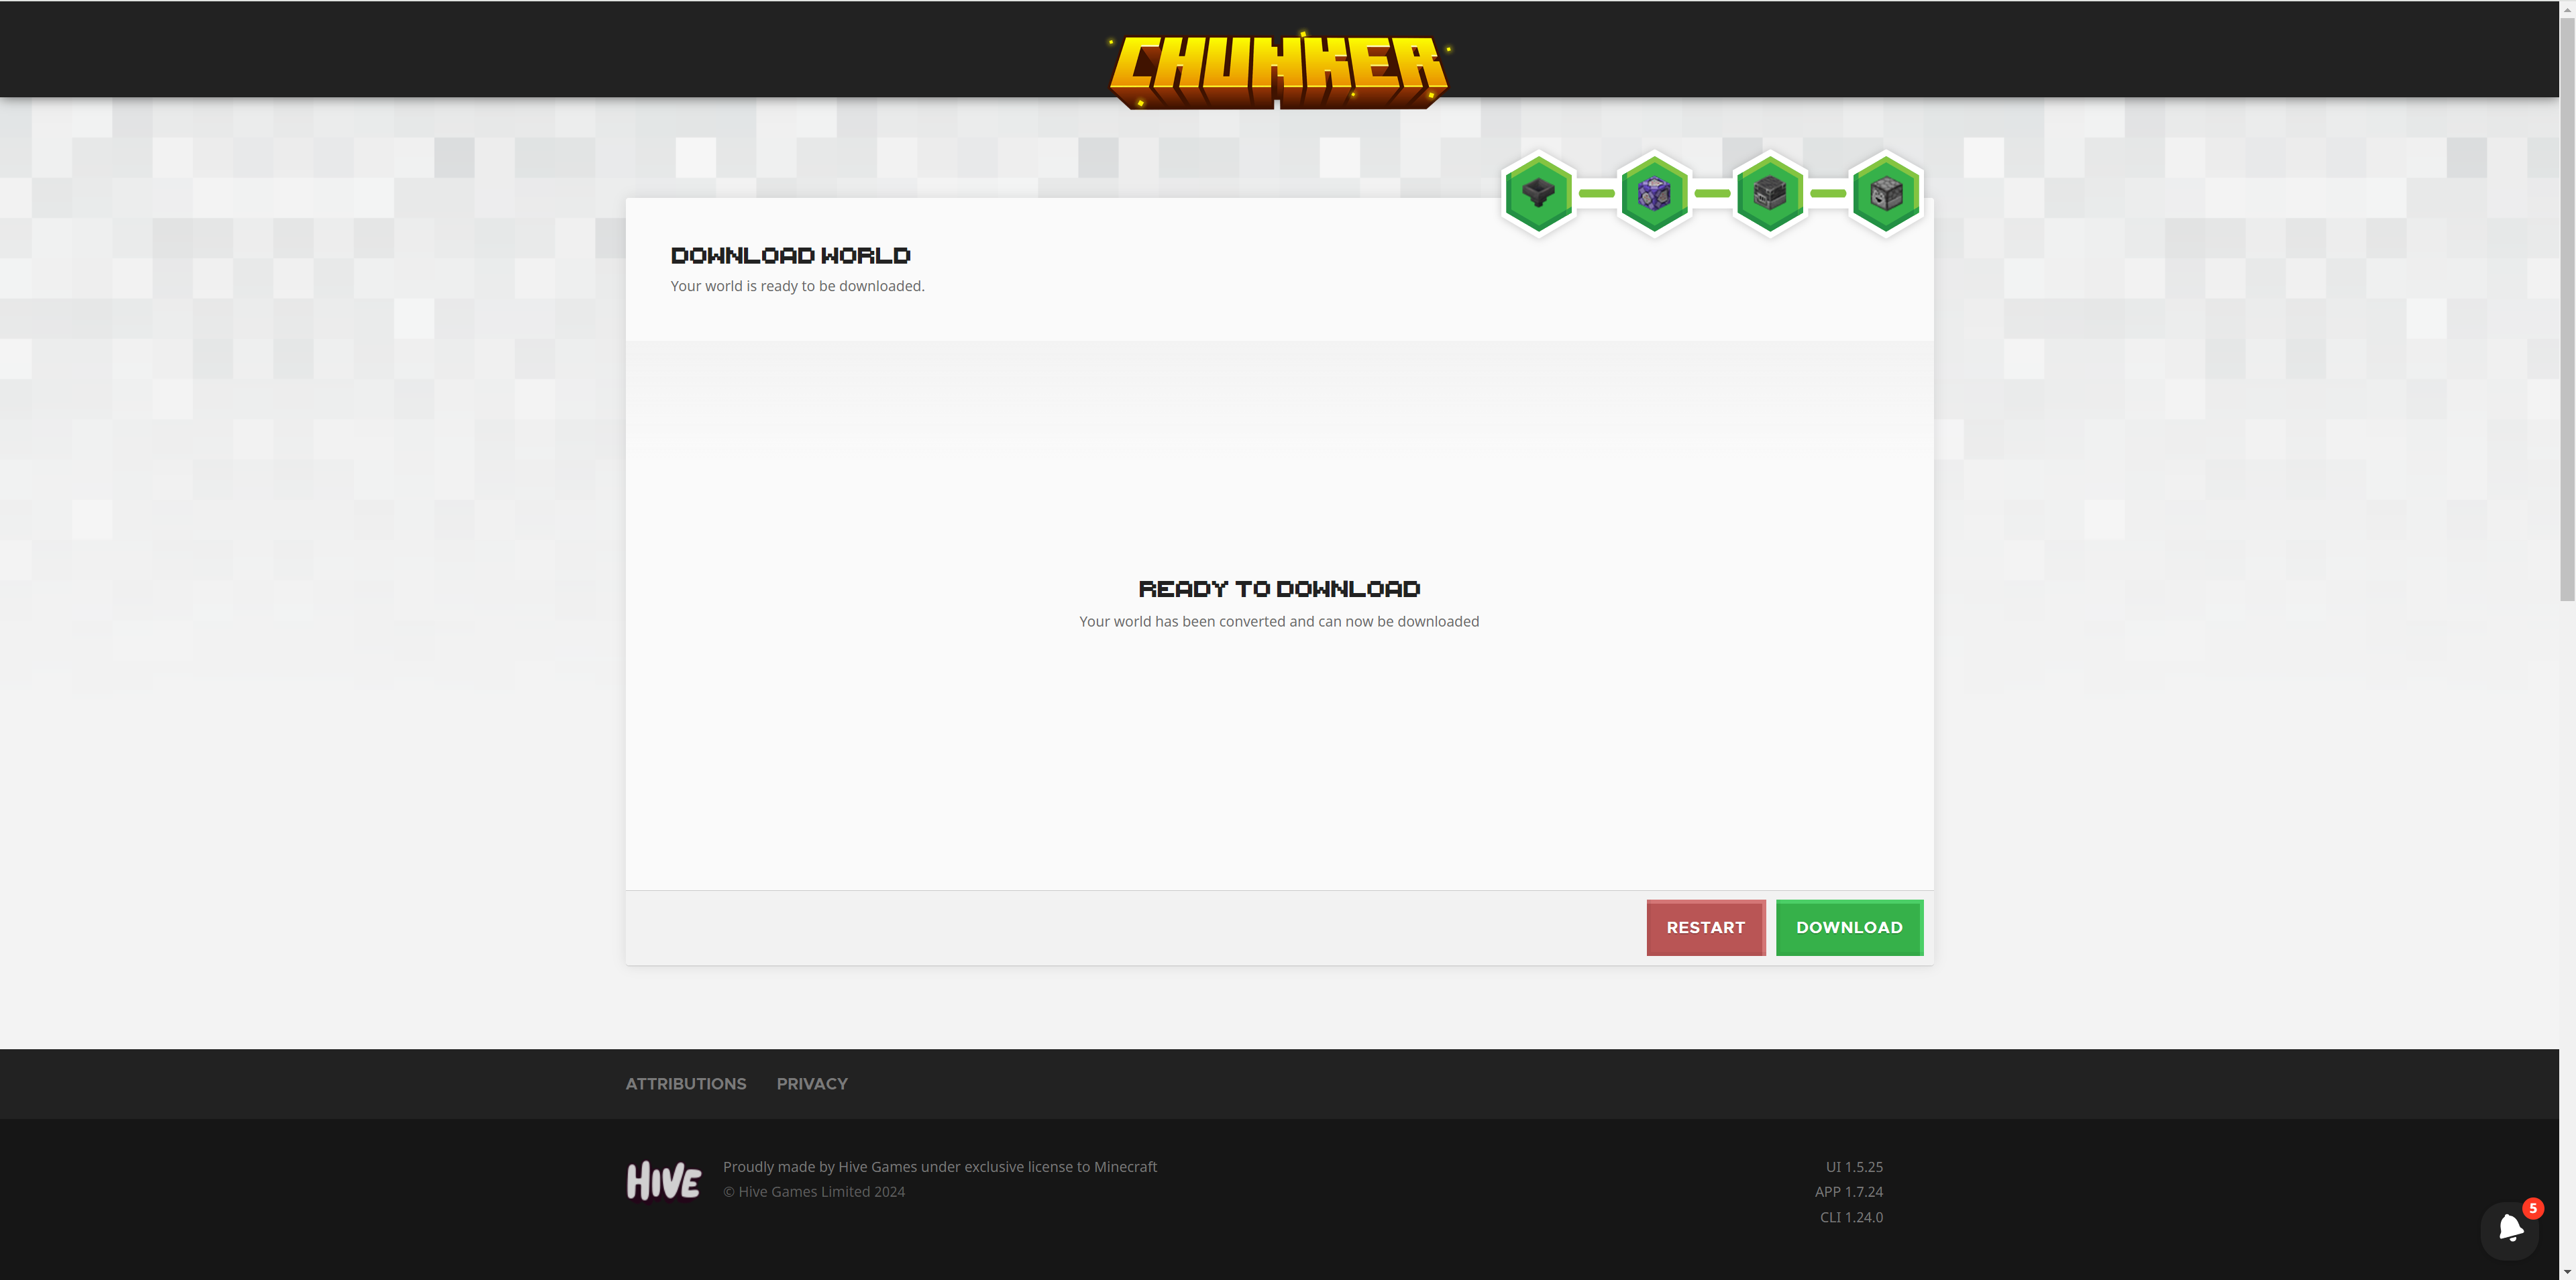 CHUNKER
DOWNLOAD WORLD
Your world is ready to be downloaded.
READY TO DOWNLOAD
Your world has been converted and can now be downloaded
RESTART
DOWNLOAD
ATTRIBUTIONS
PRIVACY
HIVE
Proudly made by Hive Games under exclusive license to Minecraft
© Hive Games Limited 2024
UI 1.5.25
APP 1.7.24
CLI 1.24.0
5